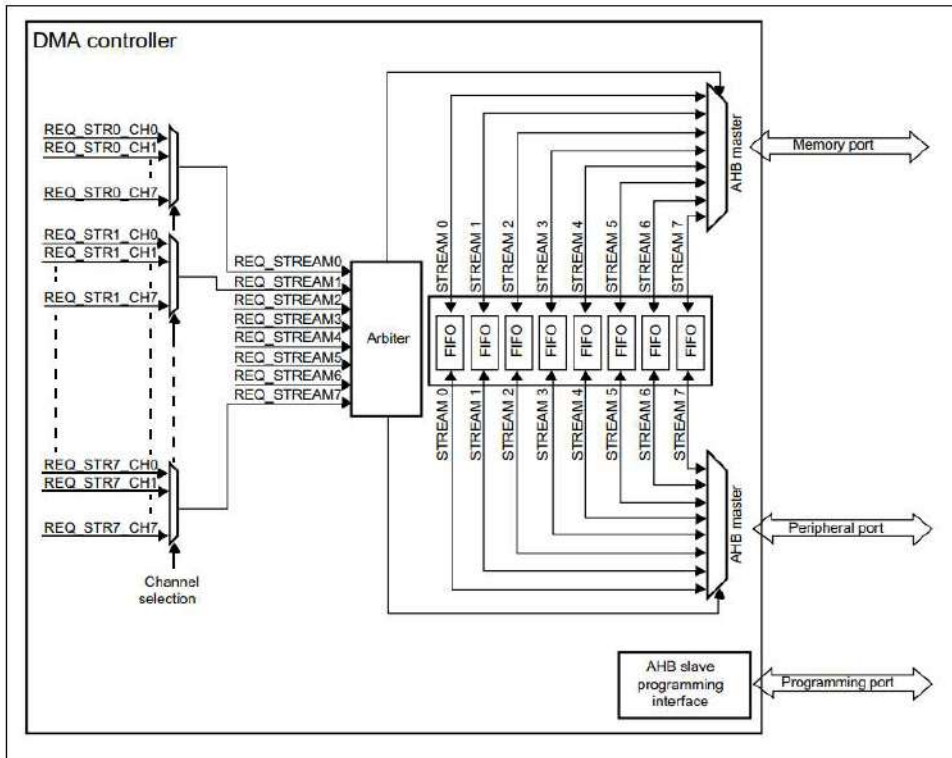 DMA controller
REQ_STR0_CH0
REQ_STR0_CH1
REQ_STR0_CH7
REQ_STR1_CH0
REQ_STR1_CH1
REQ_STR1_CH7
REQ_STR7_CH0
REQ_STR7_CH1
REQ_STR7_CH7
Channel
selection
REQ_STREAM0
REQ_STREAM1
REQ_STREAM2
REQ_STREAM3
REQ_STREAM4
REQ_STREAM5
REQ_STREAM6
REQ_STREAM7
Arbiter
STREAM 0
STREAM 1
STREAM 2
STREAM 3
STREAM 4
STREAM 5
STREAM 6
STREAM 7
FIFO
FIFO
FIFO
FIFO
FIFO
FIFO
FIFO
FIFO
STREAM 0
STREAM 1
STREAM 2
STREAM 3
STREAM 4
STREAM 5
STREAM 6
STREAM 7
AHB master
Memory port
AHB master
Peripheral port
AHB slave
programming
interface
Programming port